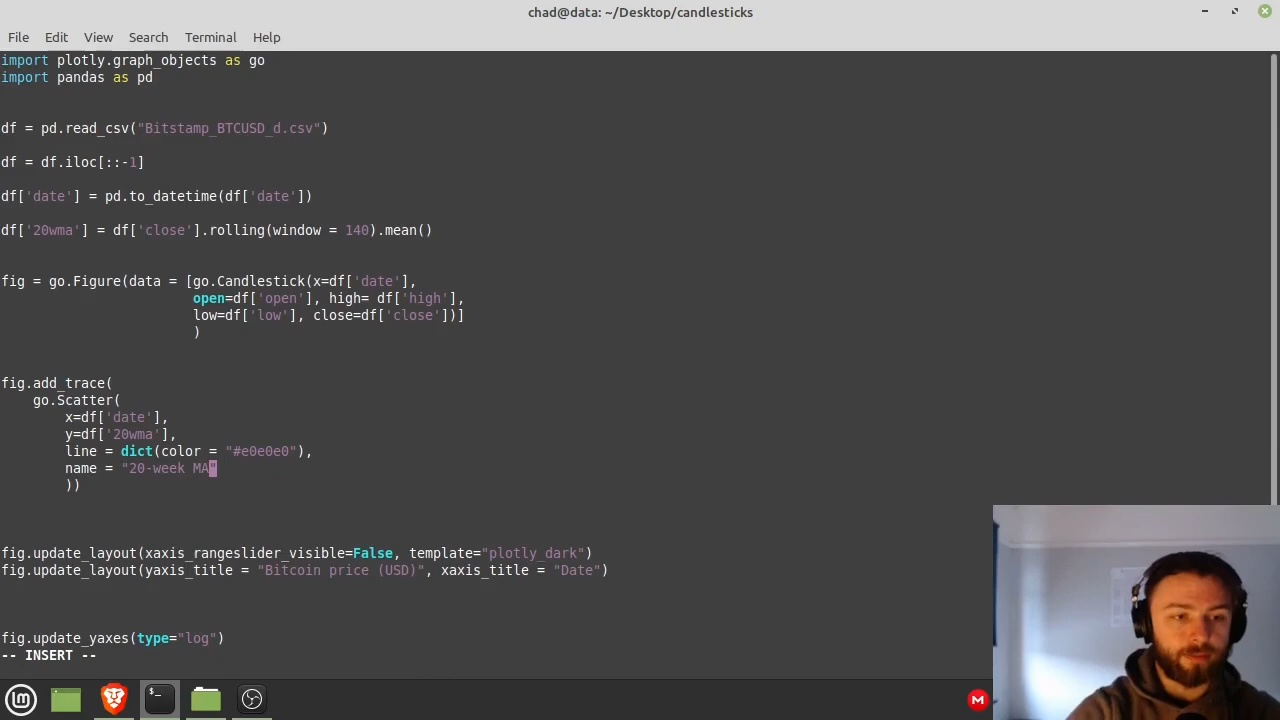 chad@data: ~/Desktop/candlesticks
File Edit View Search Terminal Help
import plotly.graph_objects as go
import pandas as pd
df = pd.read_csv("Bitstamp_BTCUSD_d.csv")
df = df.iloc[::-1]
df['date'] = pd.to_datetime(df['date'])
df['20wma'] = df['close'].rolling(window = 140).mean()
fig = go.Figure(data = [go.Candlestick(x=df['date'],
open=df['open'], high= df['high'],
low=df['low'], close=df['close'])]
)
fig.add_trace(
go.Scatter(
x=df['date'],
y=df['20wma'],
line = dict(color = "#e0e0e0"),
name = "20-week MA"
))
fig.update_layout(xaxis_rangeslider_visible=False, template="plotly_dark")
fig.update_layout(yaxis_title = "Bitcoin price (USD)", xaxis_title = "Date")
fig.update_yaxes(type="log")
-- INSERT --
$_
M